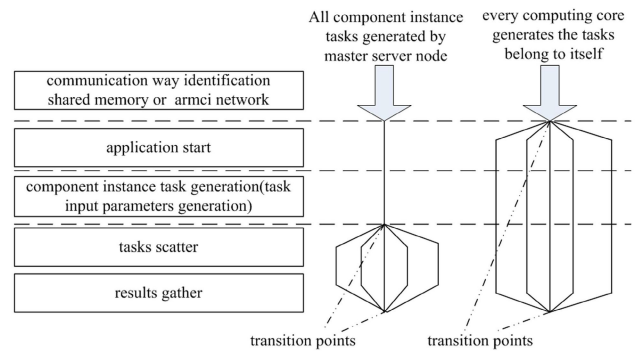 All component instance
tasks generated by
master server node
every computing core
generates the tasks
belong to itself
communication way identification
shared memory or armci network
application start
component instance task generation(task
input parameters generation)
tasks scatter
results gather
transition points
transition points